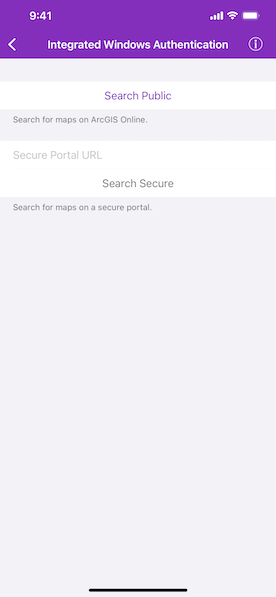 9:41
Integrated Windows Authentication
Search Public
Search for maps on ArcGIS Online.
Secure Portal URL
Search Secure
Search for maps on a secure portal.